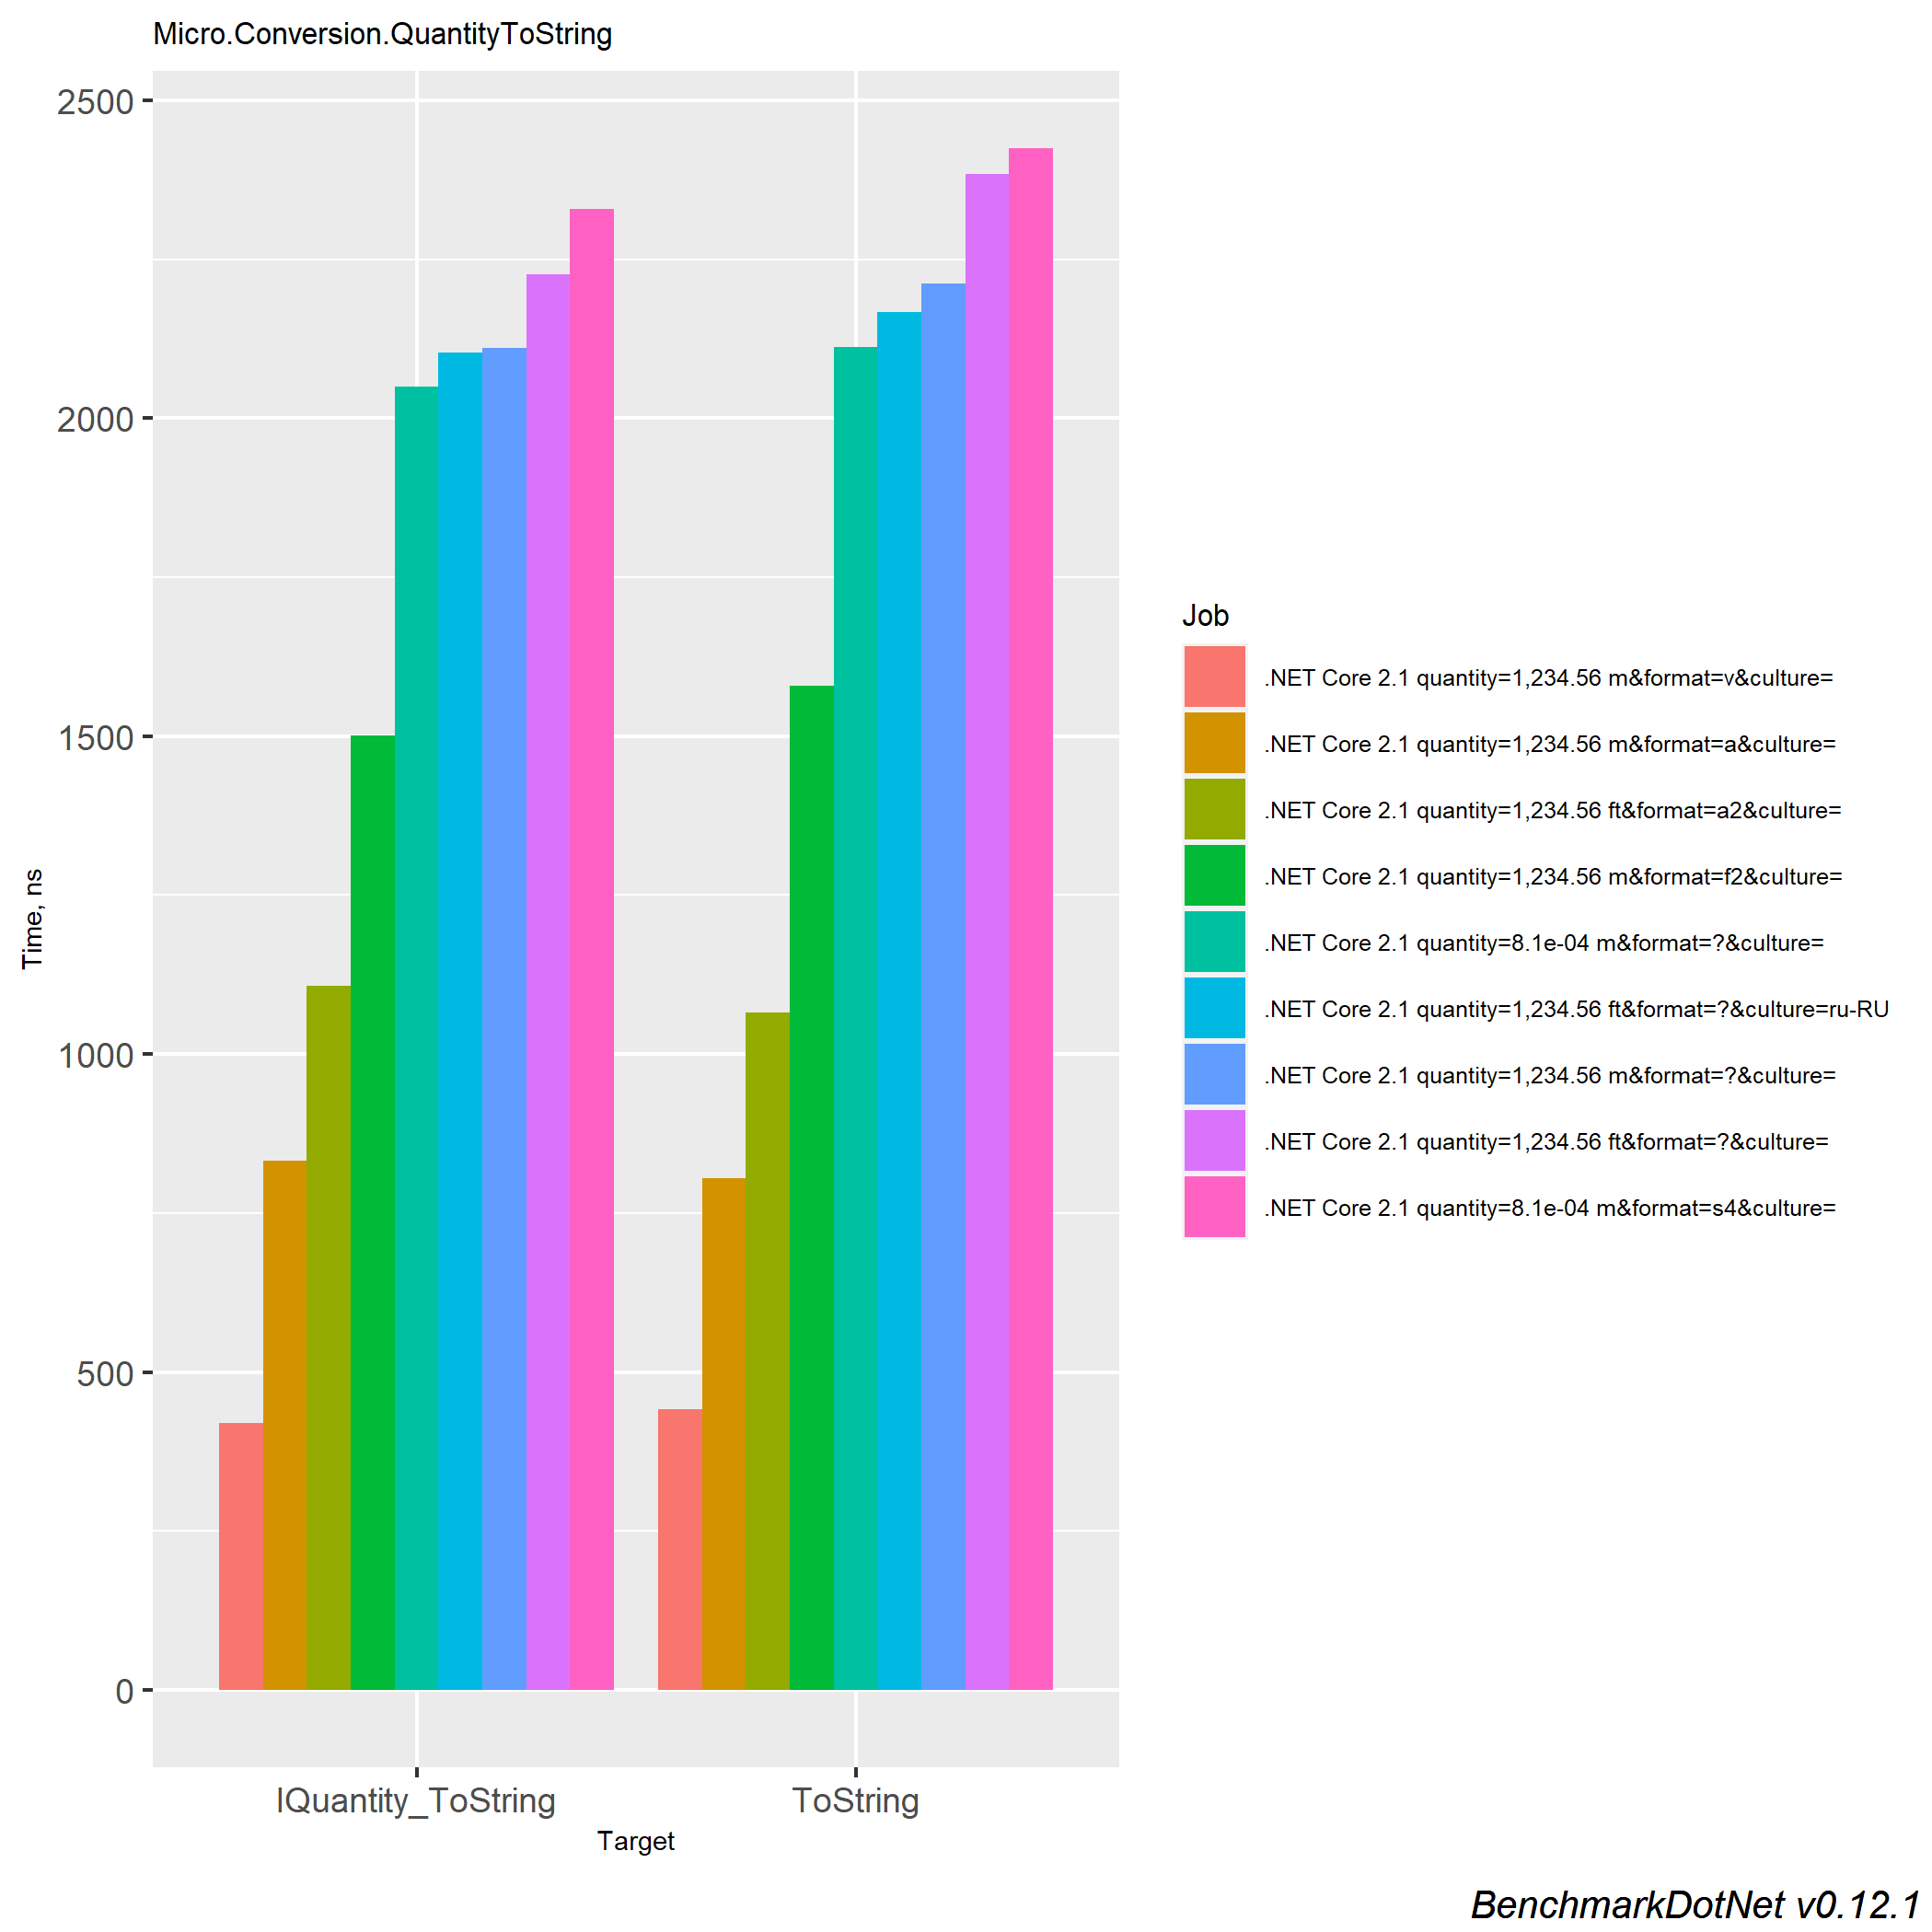 Micro.Conversion.QuantityToString
2500
2000
1500
1000
500
0
Time, ns
IQuantity_ToString
ToString
Target
Job
.NET Core 2.1 quantity=1,234.56 m&format=v&culture=
.NET Core 2.1 quantity=1,234.56 m&format=a&culture=
.NET Core 2.1 quantity=1,234.56 ft&format=a2&culture=
.NET Core 2.1 quantity=1,234.56 m&format=f2&culture=
.NET Core 2.1 quantity=8.1e-04 m&format=?&culture=
.NET Core 2.1 quantity=1,234.56 ft&format=?&culture=ru-RU
.NET Core 2.1 quantity=1,234.56 m&format=?&culture=
.NET Core 2.1 quantity=1,234.56 ft&format=?&culture=
.NET Core 2.1 quantity=8.1e-04 m&format=s4&culture=
BenchmarkDotNet v0.12.1